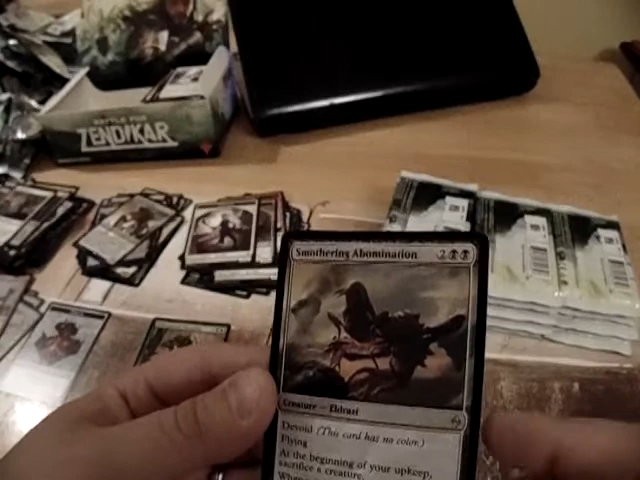 BATTLE FOR
ZENDIKAR
Smothering Abomination 2
Creature — Eldrazi
Devoid (This card has no color.)
Flying
At the beginning of your upkeep,
sacrifice a creature.